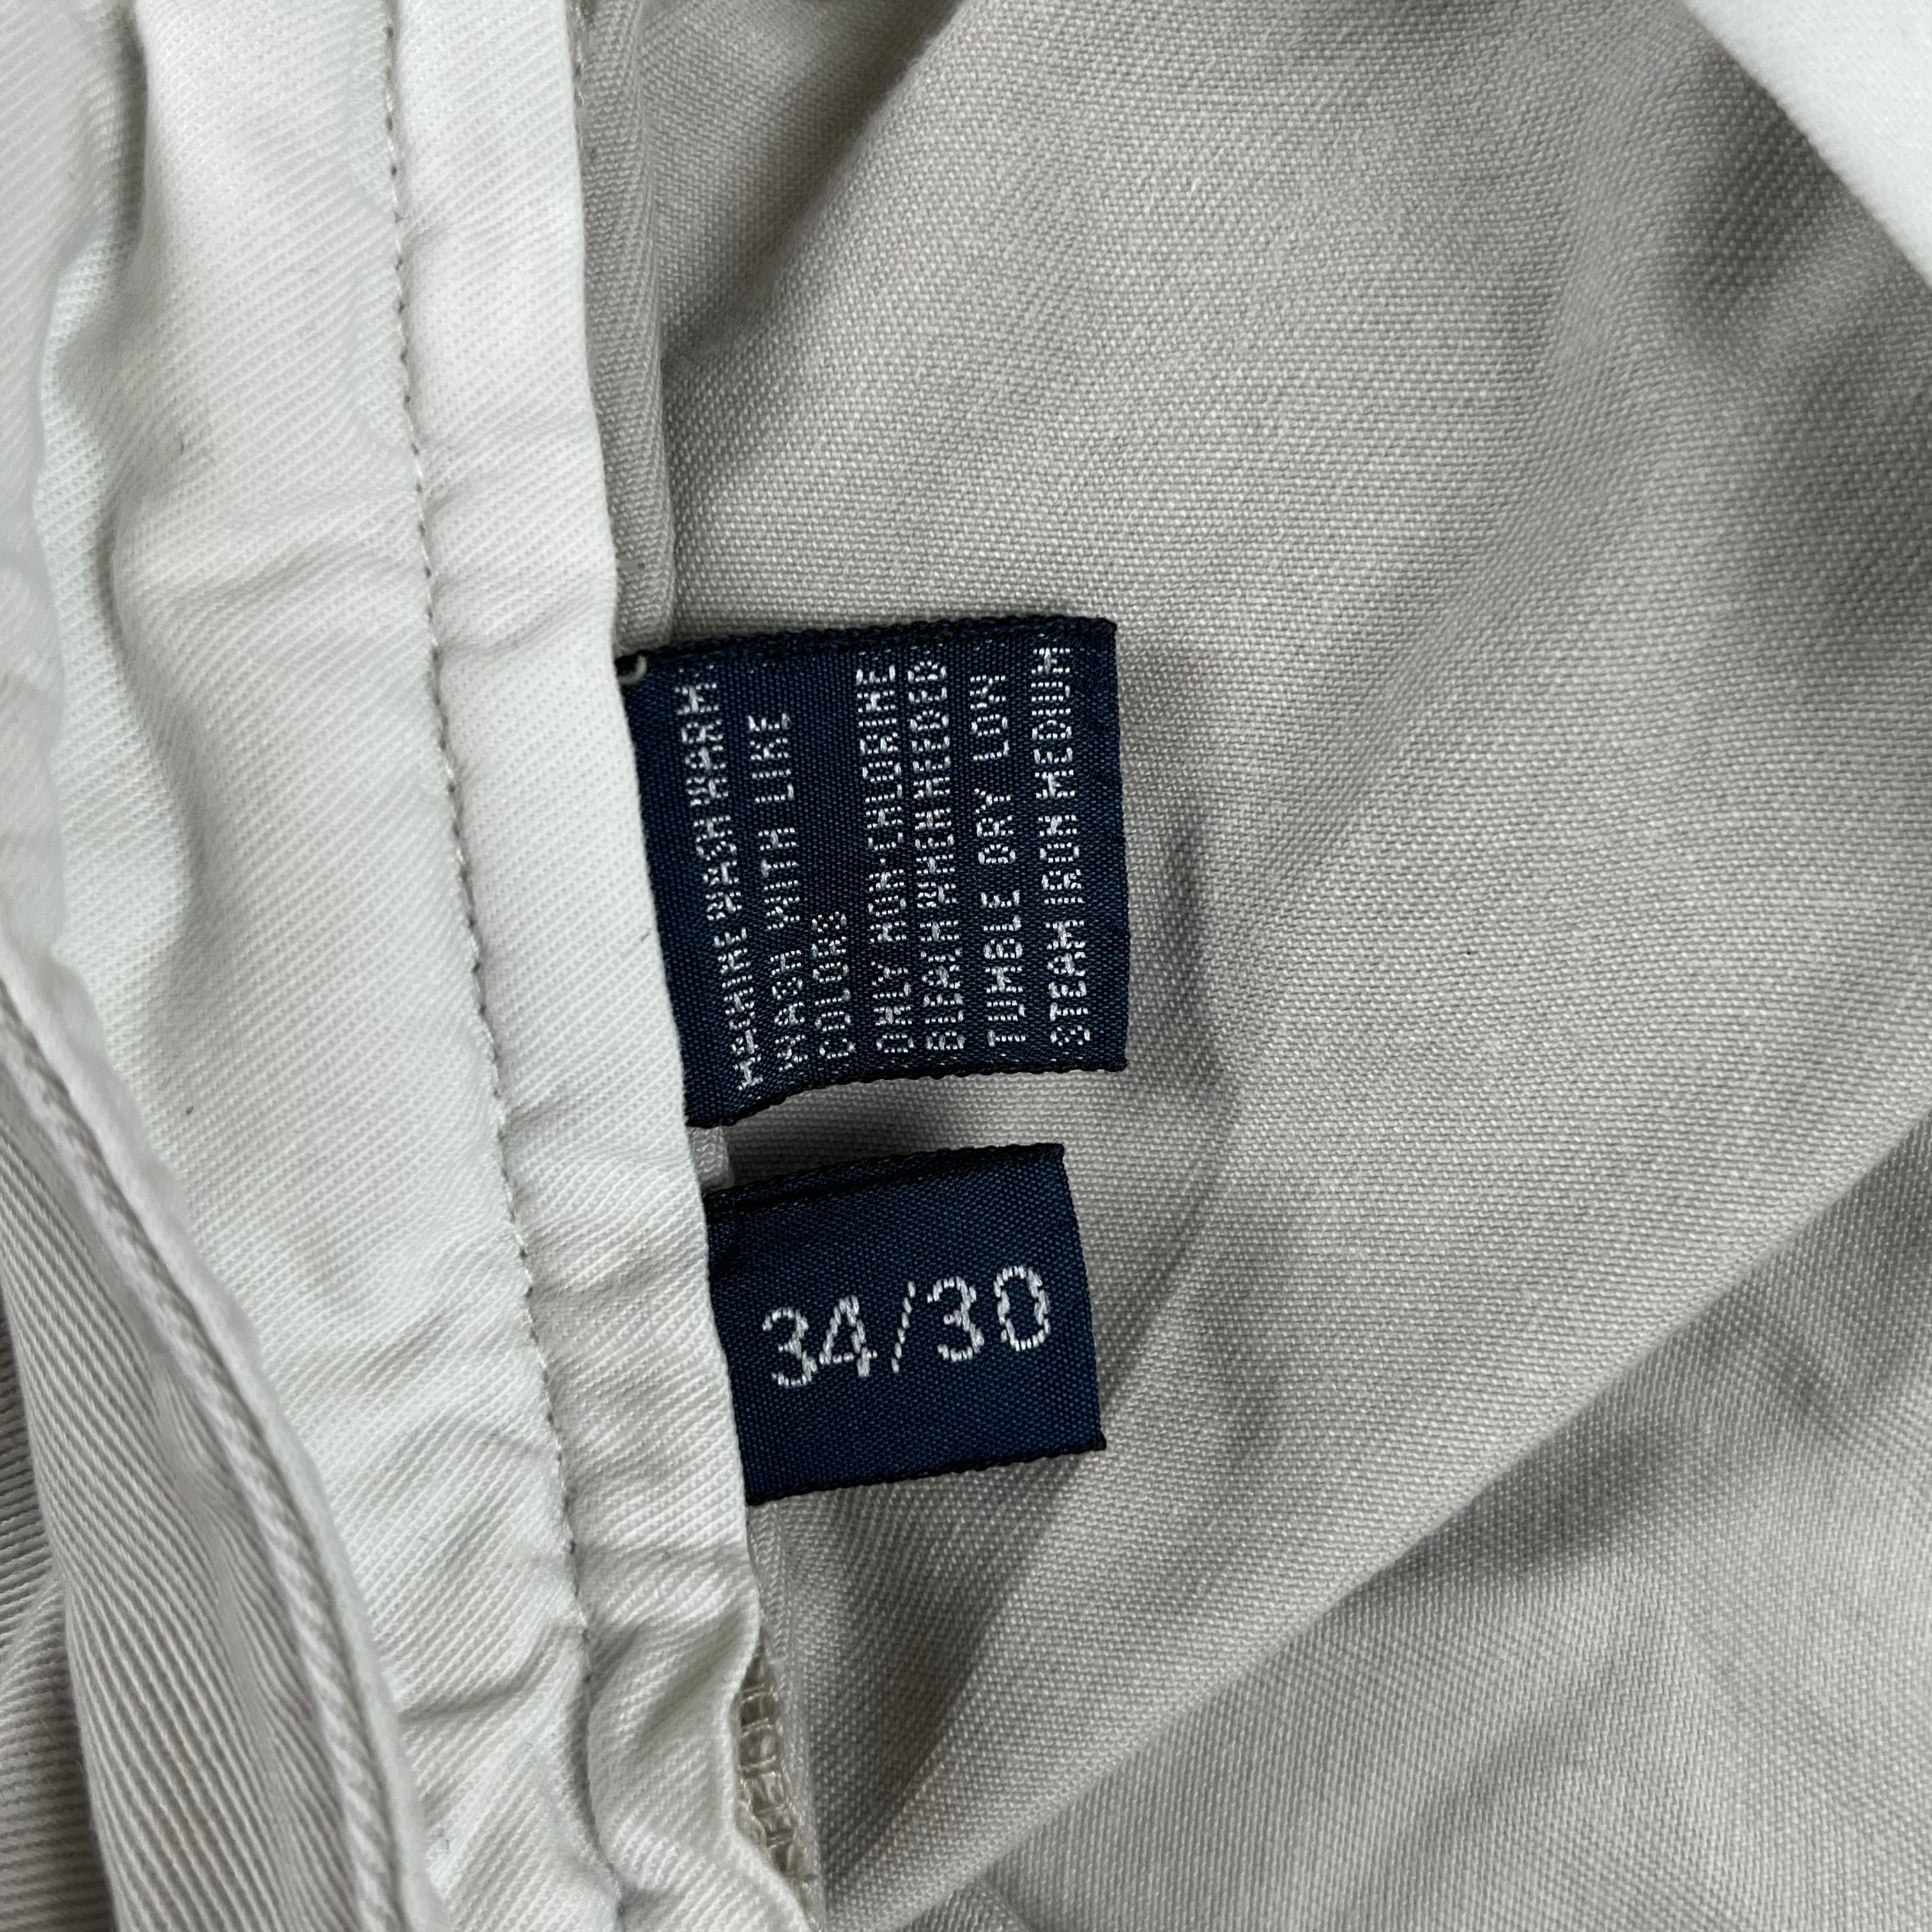 MACHINE WASH WARM
WASH WITH LIKE
COLORS
ONLY NON-CHLORINE
BLEACH WHEN NEEDED
TUMBLE DRY LOW
STEAM IRON MEDIUM
34/30